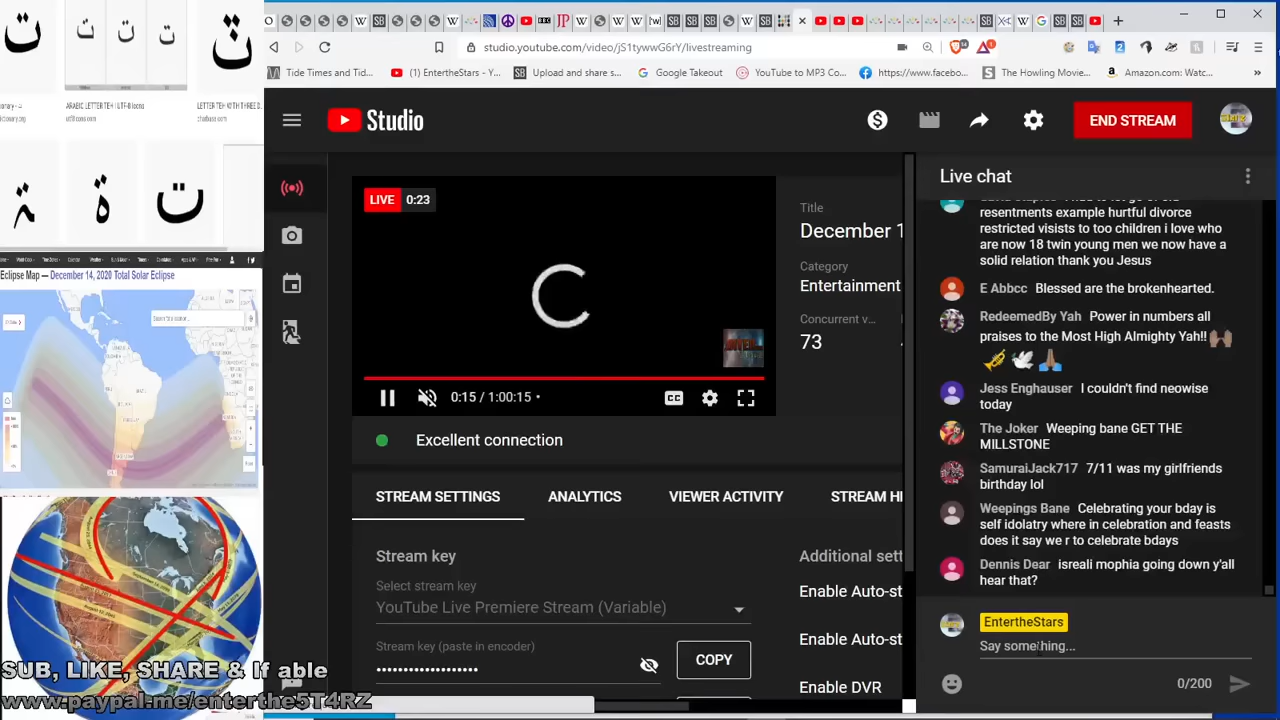 ت
ت
ت
ت
ث
ARABIC LETTER TEH | UTF-8 Icons
ة
ة
ت
Eclipse Map — December 14, 2020 Total Solar Eclipse
SUB, LIKE, SHARE & If able
www.paypal.me/enterthe5T4RZ
studio.youtube.com/video/jS1tywwG6rY/livestreaming
Tide Times and Tid...
(1) EntertheStars - Y...
Upload and share s...
Google Takeout
YouTube to MP3 Co...
https://www.facebo...
The Howling Movie...
Amazon.com: Watc...
Studio
END STREAM
LIVE 0:23
0:15 / 1:00:15
Excellent connection
Title
December 1
Category
Entertainment
Concurrent v...
73
STREAM SETTINGS
ANALYTICS
VIEWER ACTIVITY
STREAM HE
Stream key
Select stream key
YouTube Live Premiere Stream (Variable)
Stream key (paste in encoder)
COPY
Additional sett
Enable Auto-st
Enable Auto-st
Enable DVR
Live chat
resentments example hurtful divorce
restricted visists to too children i love who
are now 18 twin young men we now have a
solid relation thank you Jesus
E Abbcc Blessed are the brokenhearted.
RedeemedBy Yah Power in numbers all
praises to the Most High Almighty Yah!!
Jess Enghauser I couldn't find neowise
today
The Joker Weeping bane GET THE
MILLSTONE
SamuraiJack717 7/11 was my girlfriends
birthday lol
Weepings Bane Celebrating your bday is
self idolatry where in celebration and feasts
does it say we r to celebrate bdays
Dennis Dear isreali mophia going down y'all
hear that?
EntertheStars
Say something...
0/200